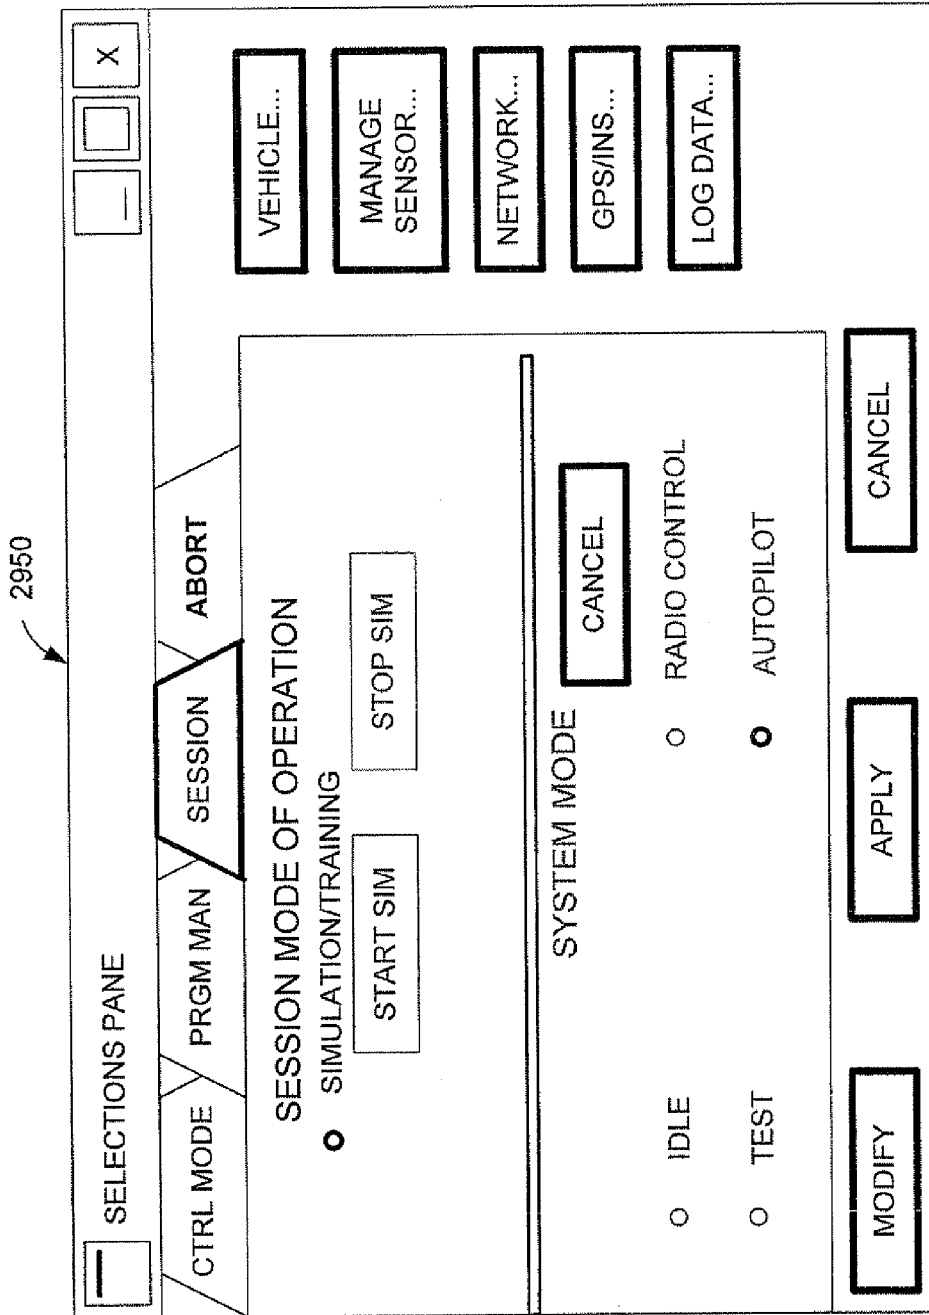 2950
SELECTIONS PANE
X
CTRL MODE
PRGM MAN
SESSION
ABORT
SESSION MODE OF OPERATION
SIMULATION/TRAINING
START SIM
STOP SIM
SYSTEM MODE
CANCEL
IDLE
RADIO CONTROL
TEST
AUTOPILOT
VEHICLE...
MANAGE
SENSOR...
NETWORK...
GPS/INS...
LOG DATA...
MODIFY
APPLY
CANCEL